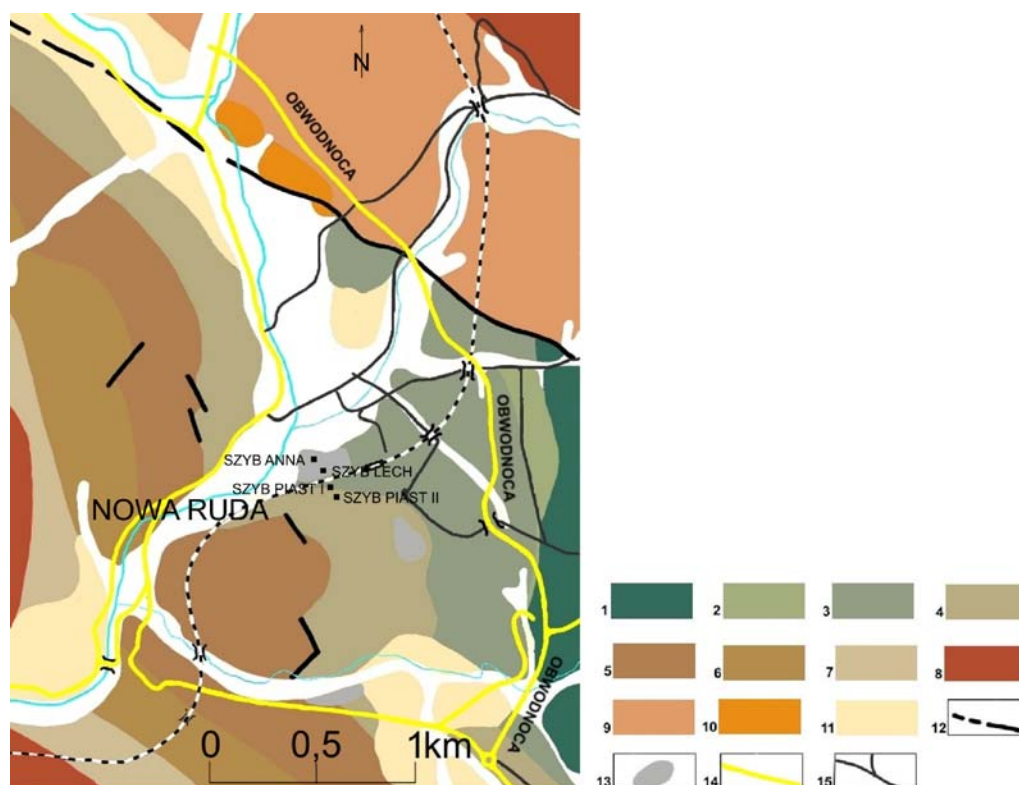 N
OBWODNOCA
SZYB ANNA
SZYB LECH
SZYB PIAST I
SZYB PIAST II
NOWA RUDA
OBWODNOCA
OBWODNOCA
0 0,5 1km
1 2 3 4
5 6 7 8
9 10 11 12
13 14 15